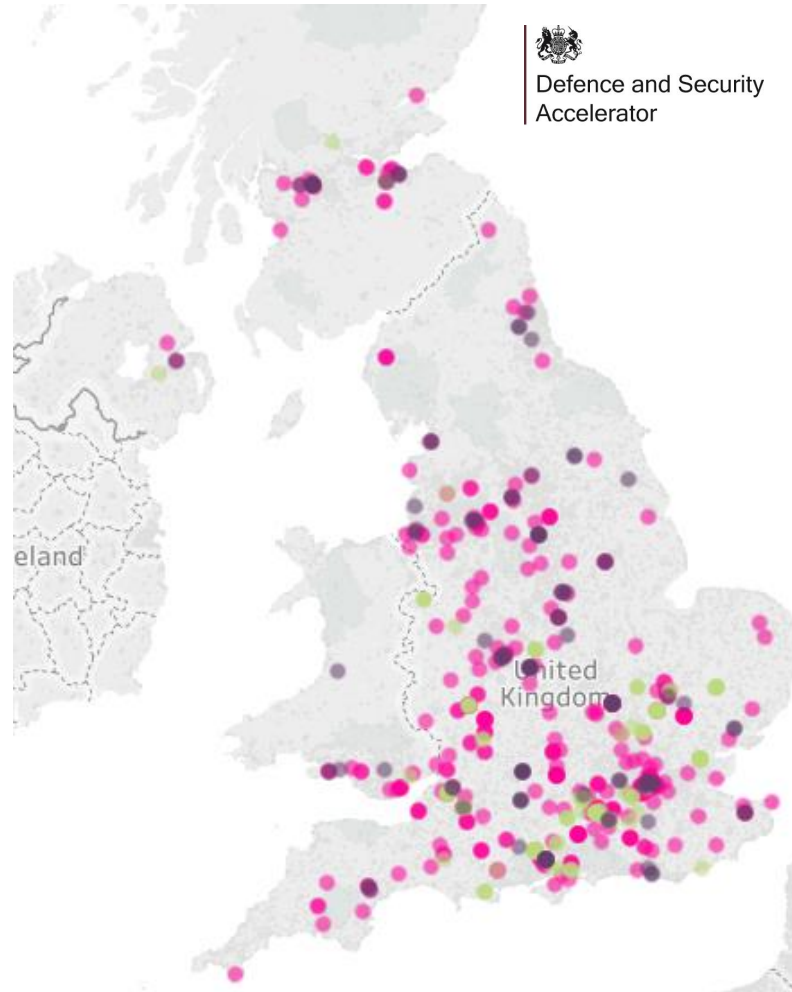 Defence and Security
Accelerator
eland
United
Kingdom